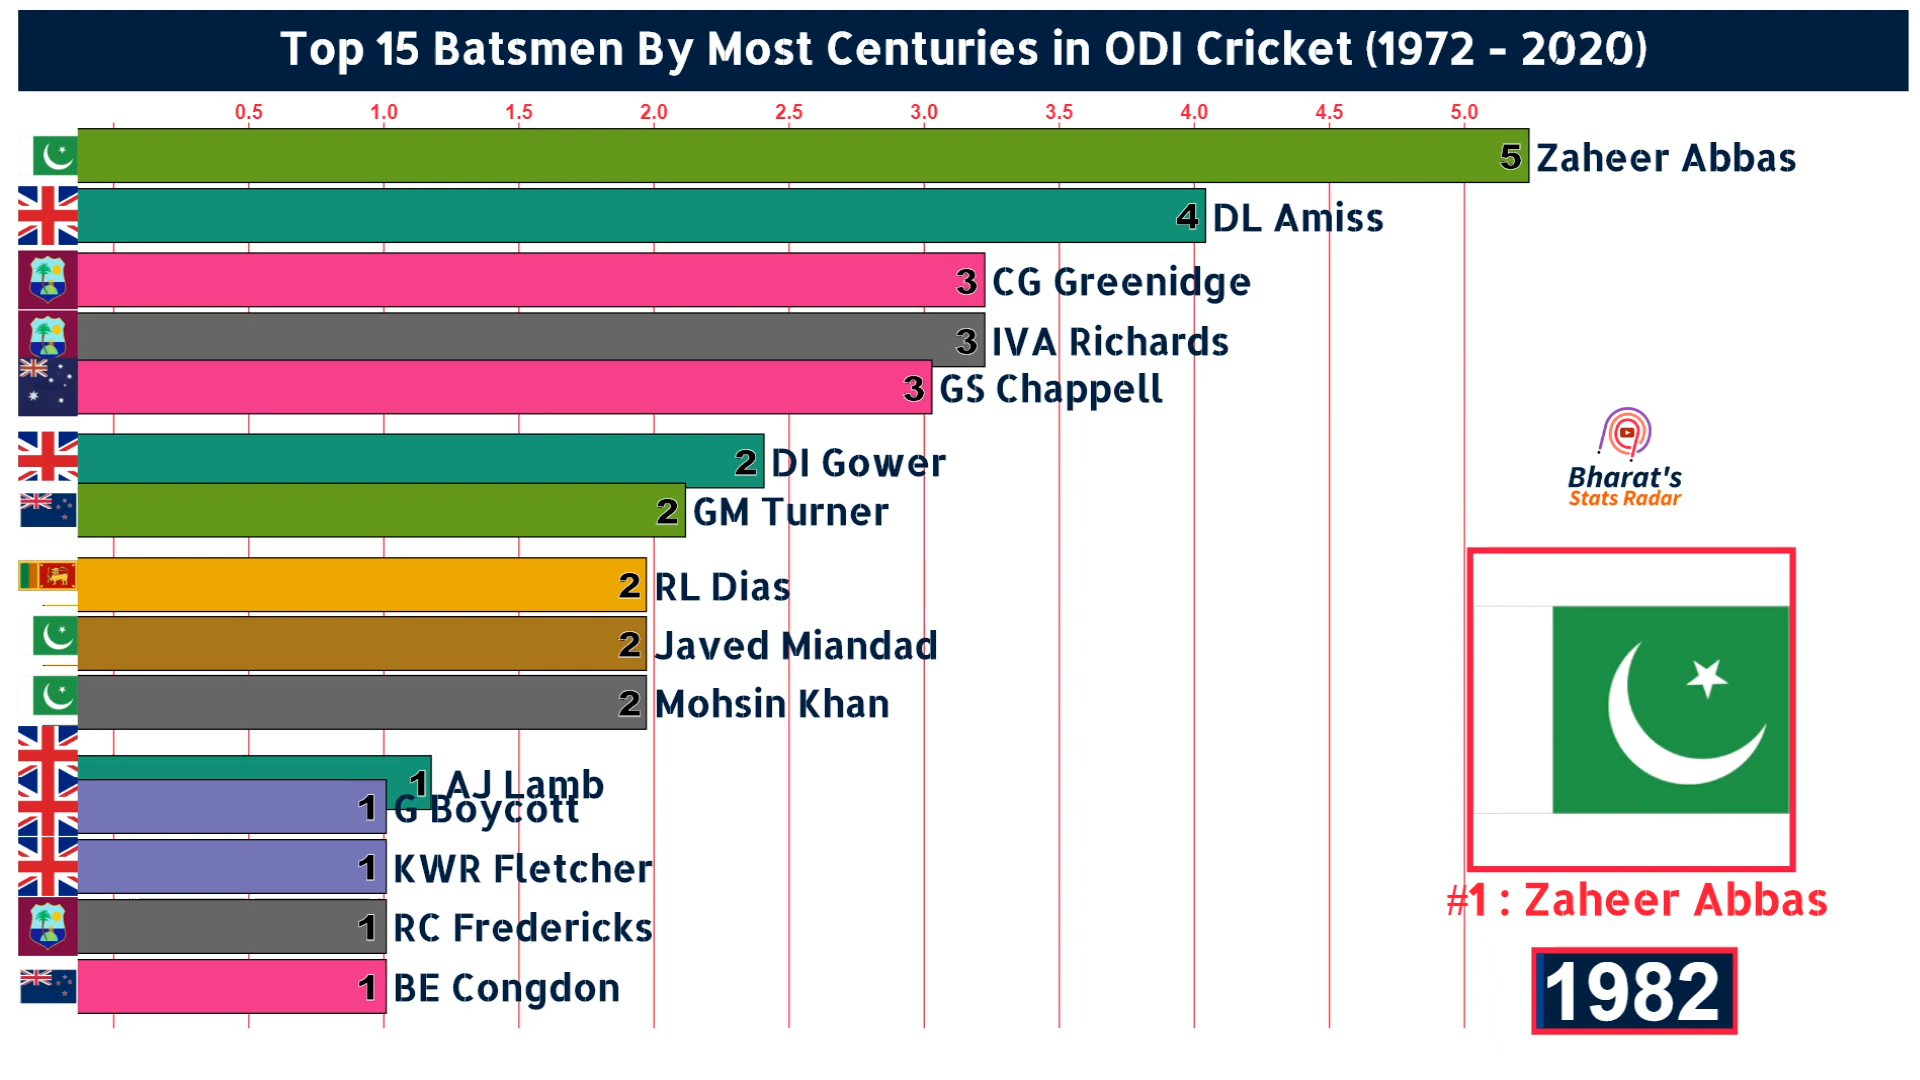 Top 15 Batsmen By Most Centuries in ODI Cricket (1972 - 2020)
0.5 1.0 1.5 2.0 2.5 3.0 3.5 4.0 4.5 5.0
5 Zaheer Abbas
4 DL Amiss
3 CG Greenidge
3 IVA Richards
3 GS Chappell
2 DI Gower
2 GM Turner
2 RL Dias
2 Javed Miandad
2 Mohsin Khan
1 AJ Lamb
1 G Boycott
1 KWR Fletcher
1 RC Fredericks
1 BE Congdon
Bharat's
Stats Radar
#1 : Zaheer Abbas
1982